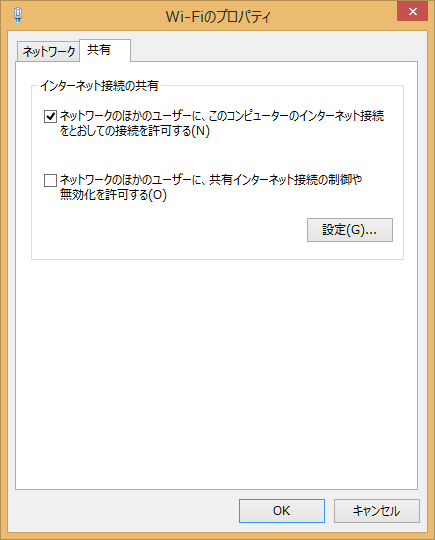 Wi-Fiのプロパティ
ネットワーク 共有
インターネット接続の共有
ネットワークのほかのユーザーに、このコンピューターのインターネット接続
をとおしての接続を許可する(N)
ネットワークのほかのユーザーに、共有インターネット接続の制御や
無効化を許可する(O)
設定(G)...
OK キャンセル